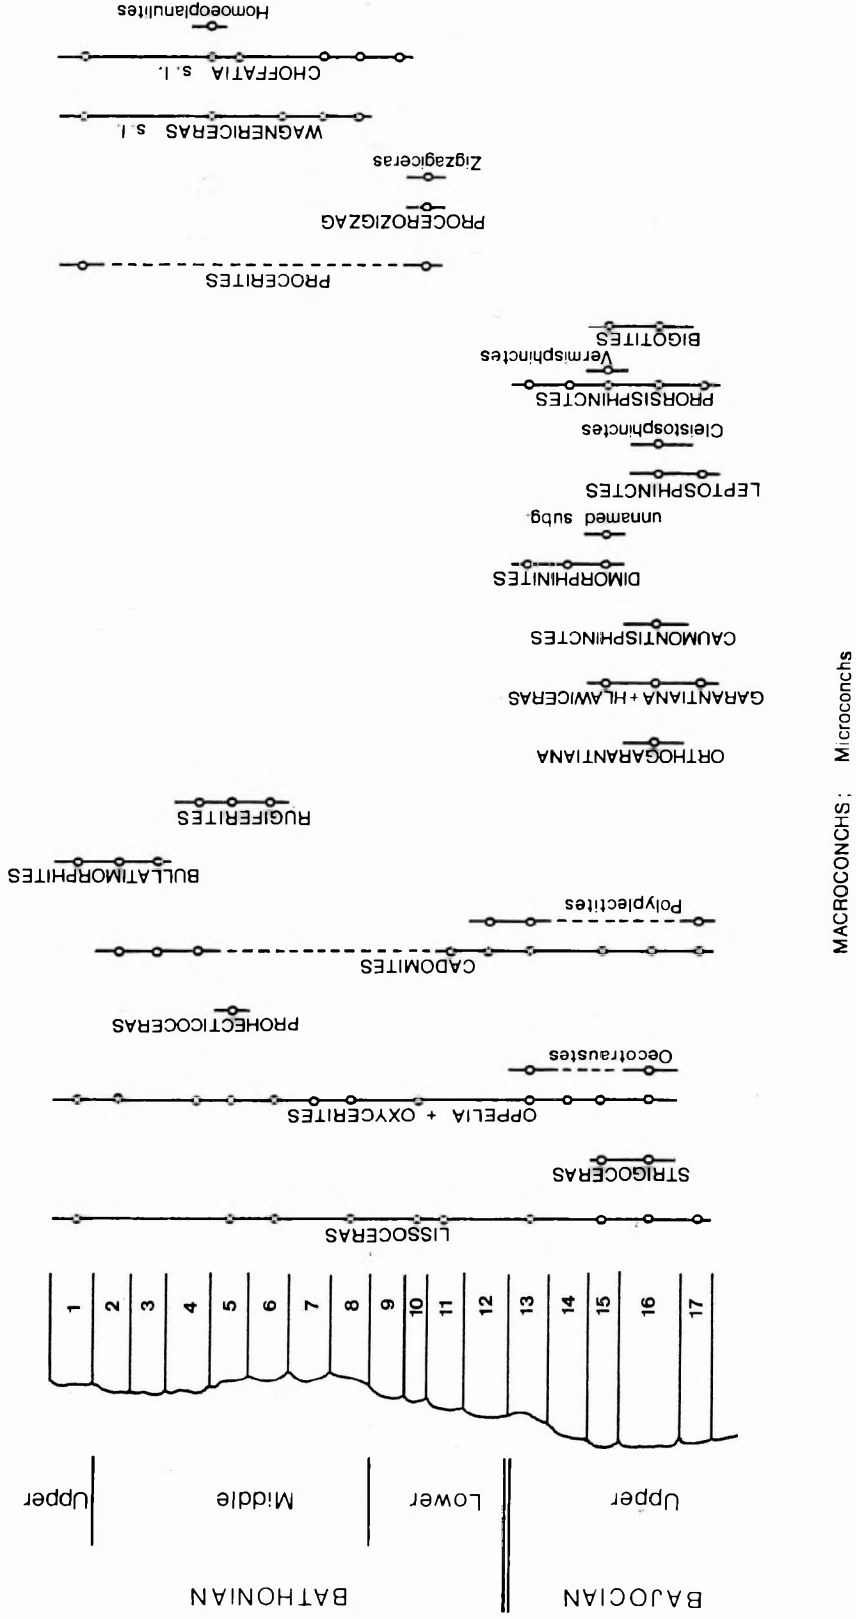 BAJOCIAN
BATHONIAN
Upper
Lower
Middle
Upper
17
16
15
14
13
12
11
10
9
8
7
6
5
4
3
2
1
LISSOCERAS
STRIGOCERAS
OPPELIA + OXYCERITES
Oecotraustes
PROHECTICOCERAS
CADOMITES
Polyplectites
BULLATIMORPHITES
RUGIFERITES
ORTHOGARANTIANA
GARANTIANA + HLAWICERAS
CAUMONTISPHINCTES
DIMORPHINITES
unnamed subg.
LEPTOSPHINCTES
Cleistosphinctes
PRORSISPHINCTES
Vermisphinctes
BIGOTITES
PROCERITES
PROCEROZIGZAG
Zigzagiceras
WAGNERICERAS s.l.
CHOFFATIA s.l.
Homoeoplanulites
MACROCONCHS; Microconchs